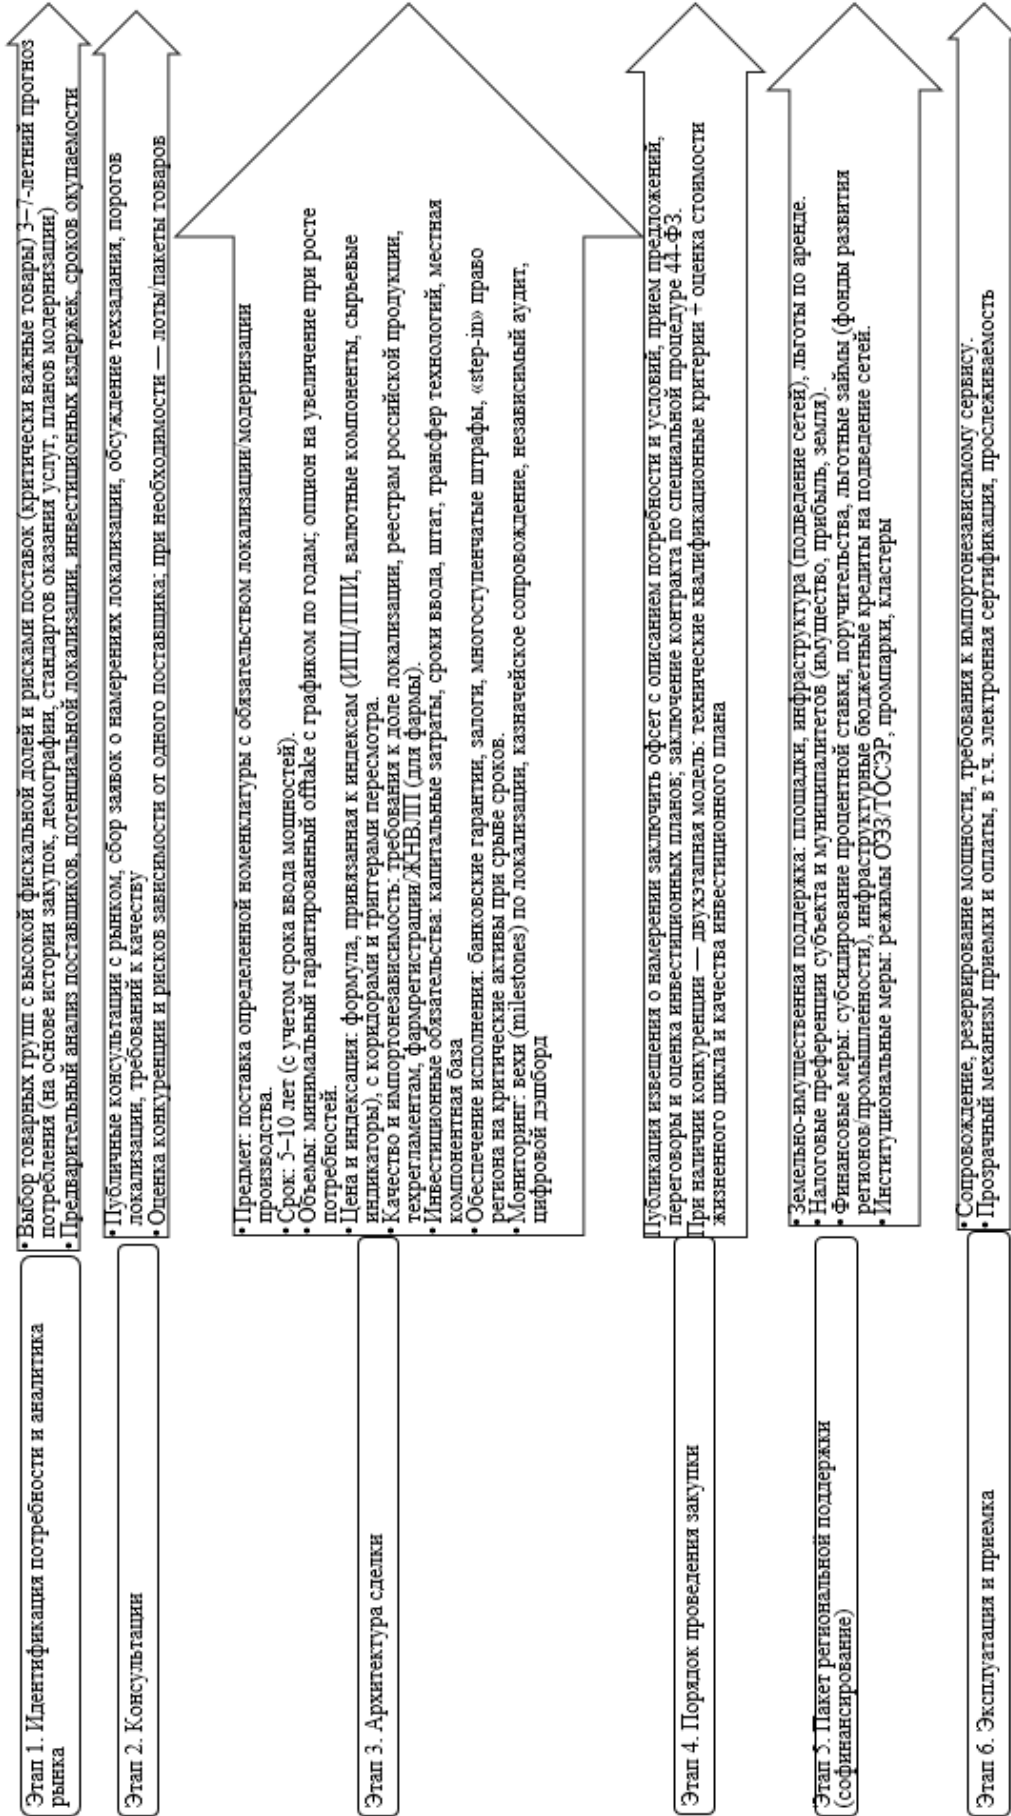 Этап 1. Идентификация потребности и аналитика
рынка
• Выбор товарных групп с высокой фискальной долей и рисками поставок (критически важные товары) 3–7-летний прогноз
потребления (на основе истории закупок, демографии, стандартов оказания услуг, планов модернизации)
• Предварительный анализ поставщиков, потенциальной локализации, инвестиционных издержек, сроков окупаемости
Этап 2. Консультации
• Публичные консультации с рынком, сбор заявок о намерениях локализации, обсуждение техзадания, порогов
локализации, требований к качеству
• Оценка конкуренции и рисков зависимости от одного поставщика; при необходимости — лоты/пакеты товаров
Этап 3. Архитектура сделки
• Предмет: поставка определенной номенклатуры с обязательством локализации/модернизации
производства.
• Срок: 5–10 лет (с учетом срока ввода мощностей).
• Объемы: минимальный гарантированный offtake с графиком по годам; опцион на увеличение при росте
потребностей.
• Цена и индексация: формула, привязанная к индексам (ИПЦ/ППИ, валютные компоненты, сырьевые
индикаторы), с коридорами и триггерами пересмотра.
• Качество и импортонезависимость: требования к доле локализации, реестрам российской продукции,
техрегламентам, фармрегистрации/ЖНВЛП (для фармы).
• Инвестиционные обязательства: капитальные затраты, сроки ввода, штат, трансфер технологий, местная
компонентная база
• Обеспечение исполнения: банковские гарантии, залоги, многоступенчатые штрафы, «step-in» право
региона на критические активы при срыве сроков.
• Мониторинг: вехи (milestones) по локализации, казначейское сопровождение, независимый аудит,
цифровой дэшборд
Этап 4. Порядок проведения закупки
Публикация извещения о намерении заключить офсет с описанием потребности и условий, прием предложений,
переговоры и оценка инвестиционных планов; заключение контракта по специальной процедуре 44-ФЗ.
При наличии конкуренции — двухэтапная модель: технические квалификационные критерии + оценка стоимости
жизненного цикла и качества инвестиционного плана
Этап 5. Пакет региональной поддержки
(софинансирование)
• Земельно-имущественная поддержка: площадки, инфраструктура (подведение сетей), льготы по аренде.
• Налоговые преференции субъекта и муниципалитетов (имущество, прибыль, земля).
• Финансовые меры: субсидирование процентной ставки, поручительства, льготные займы (фонды развития
регионов/промышленности), инфраструктурные бюджетные кредиты на подведение сетей.
• Институциональные меры: режимы ОЭЗ/ТОСЭР, промпарки, кластеры
Этап 6. Эксплуатация и приемка
• Сопровождение, резервирование мощности, требования к импортонезависимому сервису.
• Прозрачный механизм приемки и оплаты, в т.ч. электронная сертификация, прослеживаемость